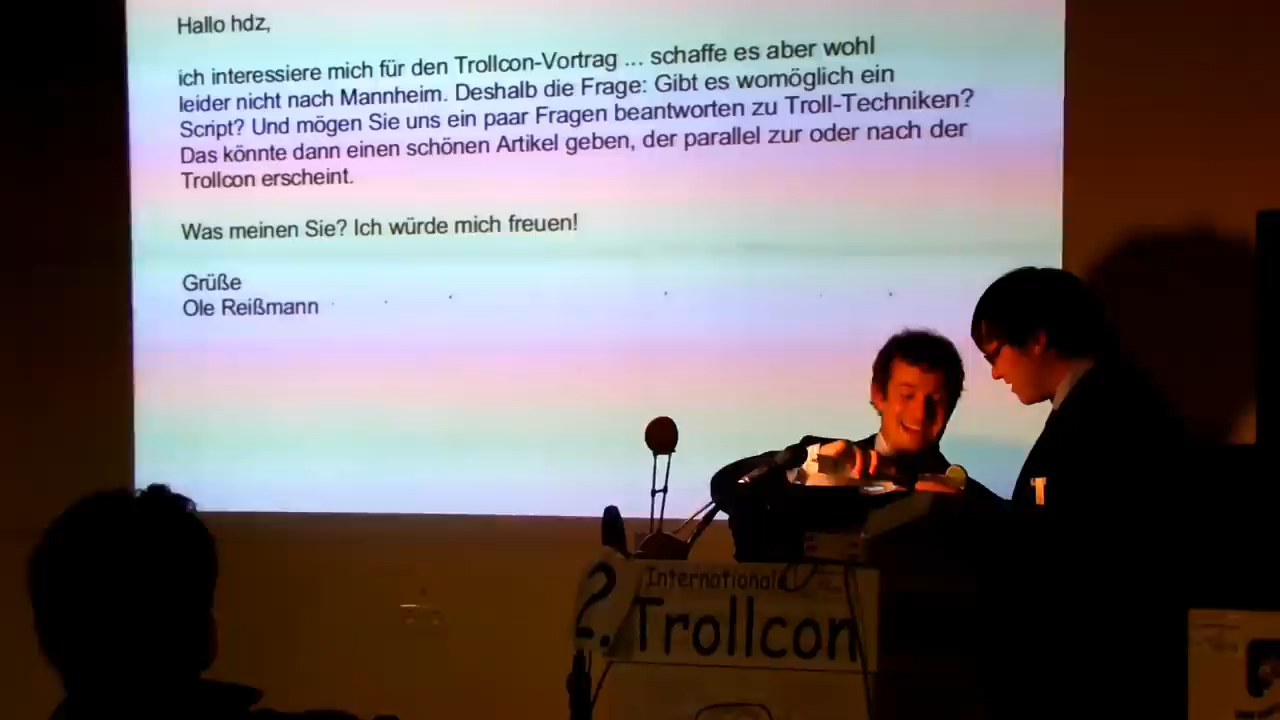 Hallo hdz,
ich interessiere mich für den Trollcon-Vortrag ... schaffe es aber wohl
leider nicht nach Mannheim. Deshalb die Frage: Gibt es womöglich ein
Script? Und mögen Sie uns ein paar Fragen beantworten zu Troll-Techniken?
Das könnte dann einen schönen Artikel geben, der parallel zur oder nach der
Trollcon erscheint.
Was meinen Sie? Ich würde mich freuen!
Grüße
Ole Reißmann
2. Internationale
Trollcon